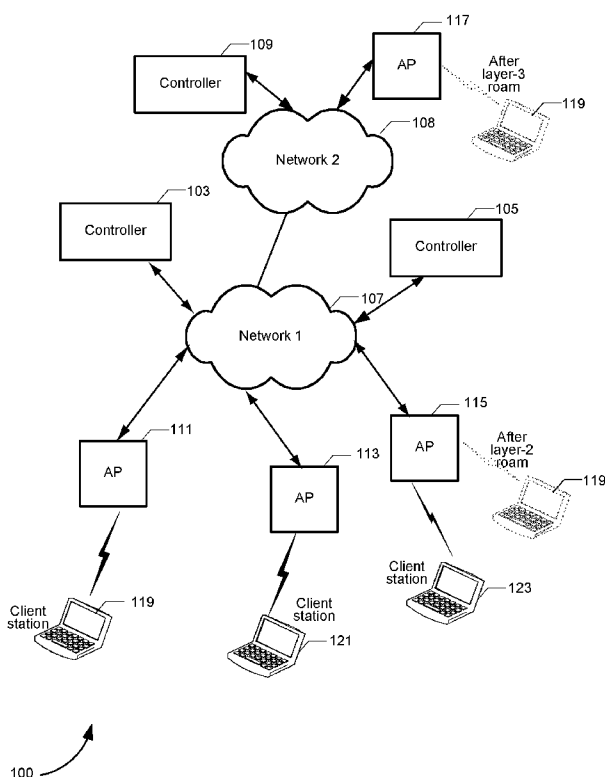 109
Controller
117
AP
After
layer-3
roam
119
108
Network 2
103
Controller
105
Controller
107
Network 1
111
AP
113
AP
115
AP
After
layer-2
roam
119
Client
station
119
Client
station
121
Client
station
123
100